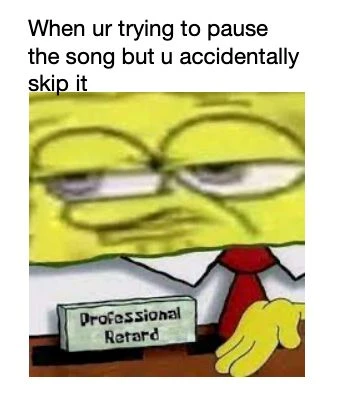 When ur trying to pause
the song but u accidentally
skip it
Professional
Retard